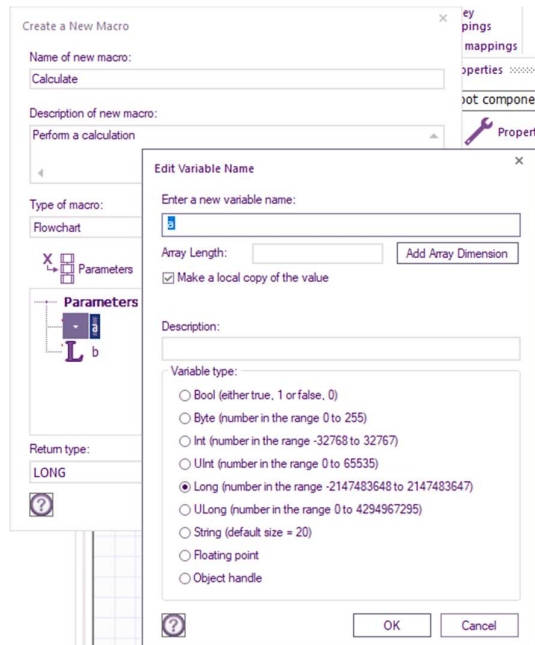 Create a New Macro
Name of new macro:
Calculate
Description of new macro:
Perform a calculation
Type of macro:
Flowchart
Parameters
Parameters
a
b
Return type:
LONG
ey
pings
mappings
operties
oot compone
Propert
Edit Variable Name
Enter a new variable name:
a
Array Length:
Add Array Dimension
Make a local copy of the value
Description:
Variable type:
Bool (either true, 1 or false, 0)
Byte (number in the range 0 to 255)
Int (number in the range -32768 to 32767)
UInt (number in the range 0 to 65535)
Long (number in the range -2147483648 to 2147483647)
ULong (number in the range 0 to 4294967295)
String (default size = 20)
Floating point
Object handle
OK
Cancel